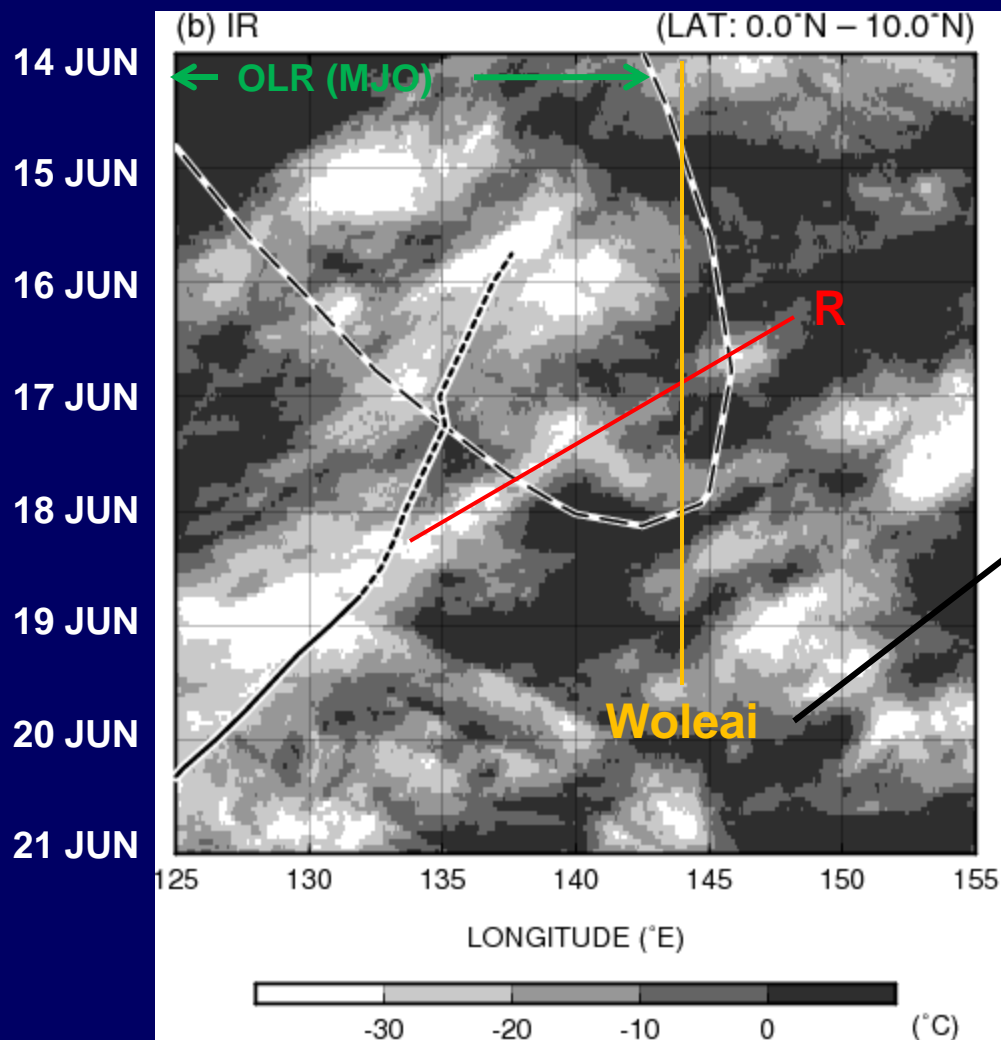 (b) IR (LAT: 0.0˚N – 10.0˚N)
14 JUN
OLR (MJO)
15 JUN
16 JUN
R
17 JUN
18 JUN
19 JUN
Woleai
20 JUN
21 JUN
125 130 135 140 145 150 155
LONGITUDE (˚E)
-30 -20 -10 0 (˚C)